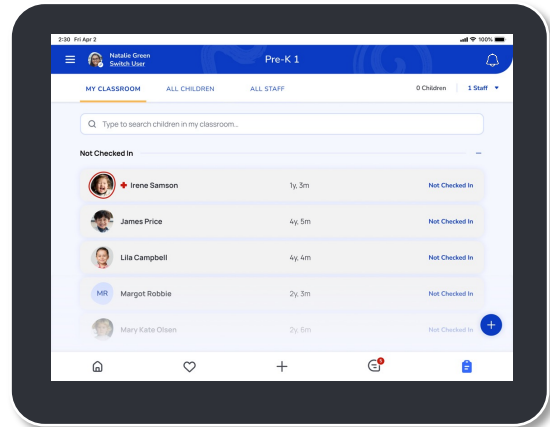 2:30 Fri Apr 2
100%
Natalie Green
Switch User
Pre-K 1
MY CLASSROOM ALL CHILDREN ALL STAFF 0 Children 1 Staff
Type to search children in my classroom..
Not Checked In
Irene Samson 1y, 3m Not Checked In
James Price 4y, 5m Not Checked In
Lila Campbell 4y, 4m Not Checked In
MR Margot Robbie 2y, 3m Not Checked In
Mary Kate Olsen 2y, 6m Not Checked In